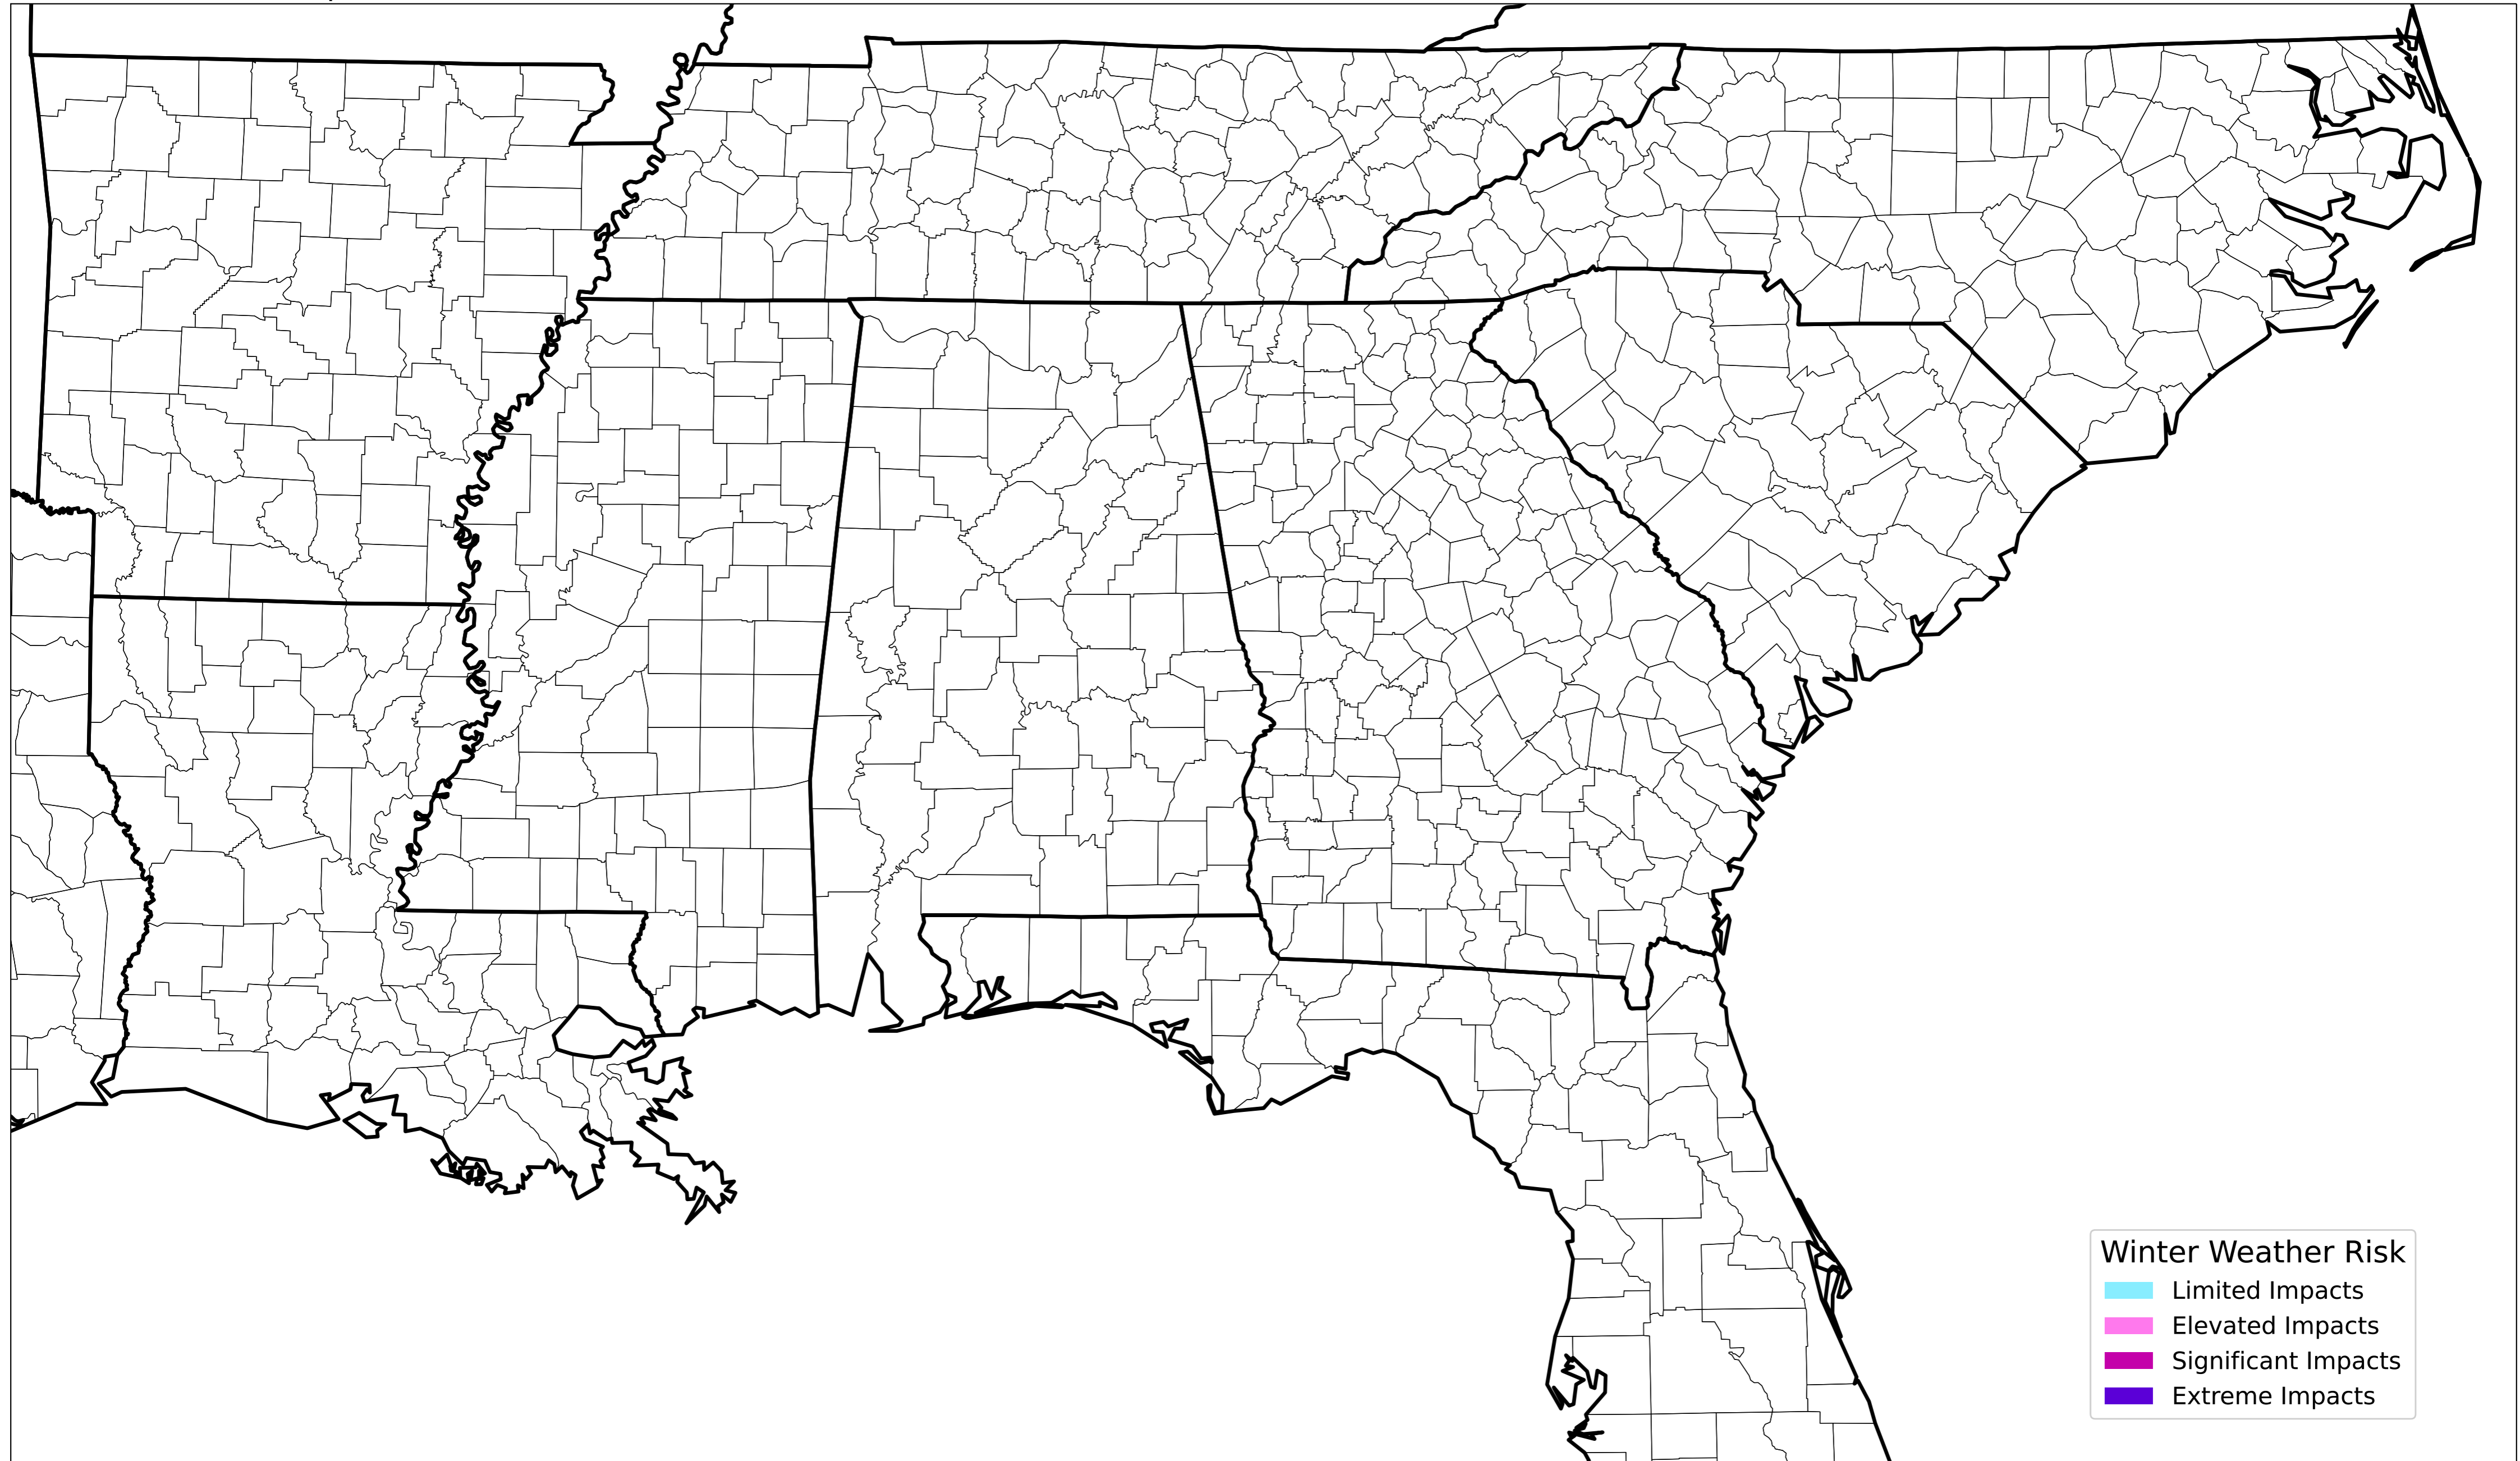 Winter Weather Risk
Limited Impacts
Elevated Impacts
Significant Impacts
Extreme Impacts